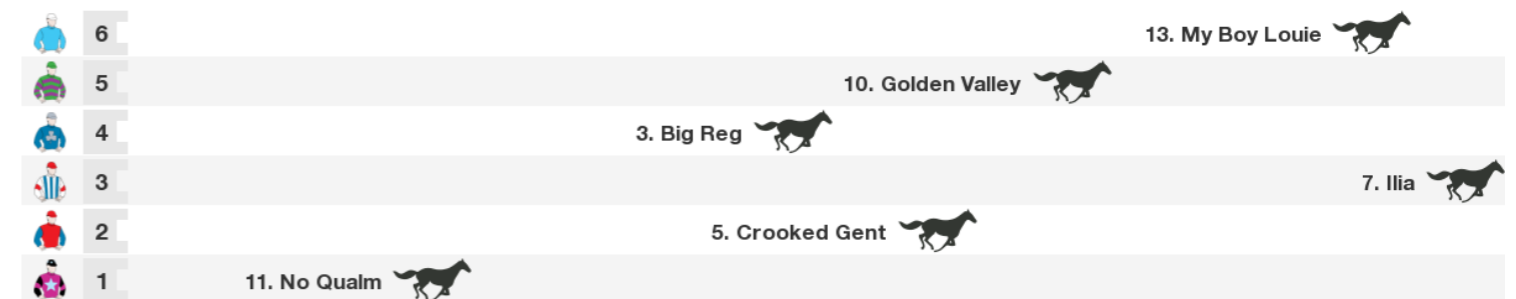 6 13. My Boy Louie
5 10. Golden Valley
4 3. Big Reg
3 7. Ilia
2 5. Crooked Gent
1 11. No Qualm